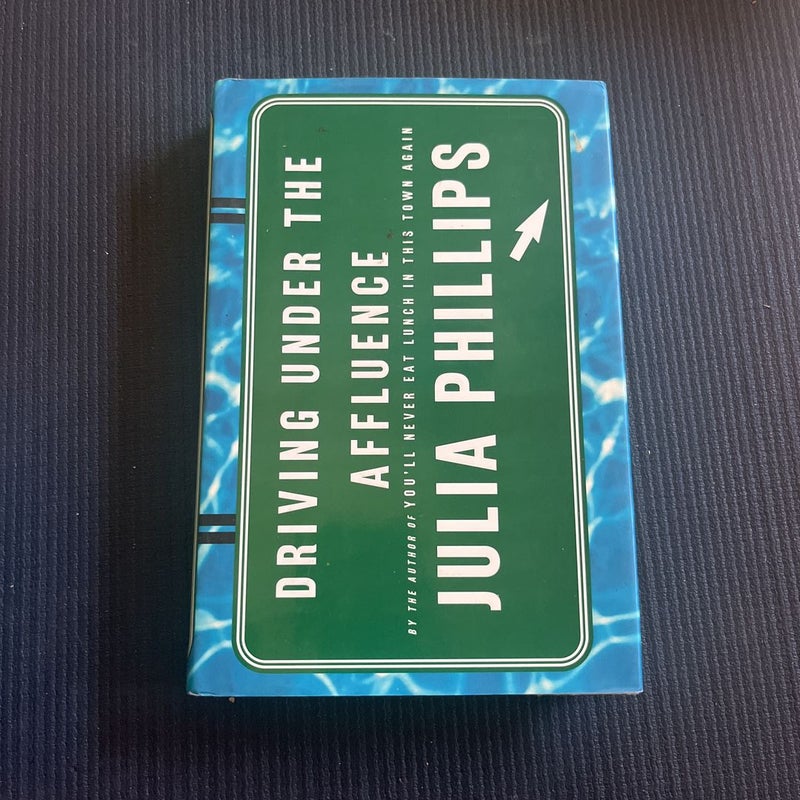 DRIVING UNDER THE
AFFLUENCE
BY THE AUTHOR OF YOU'LL NEVER EAT LUNCH IN THIS TOWN AGAIN
JULIA PHILLIPS